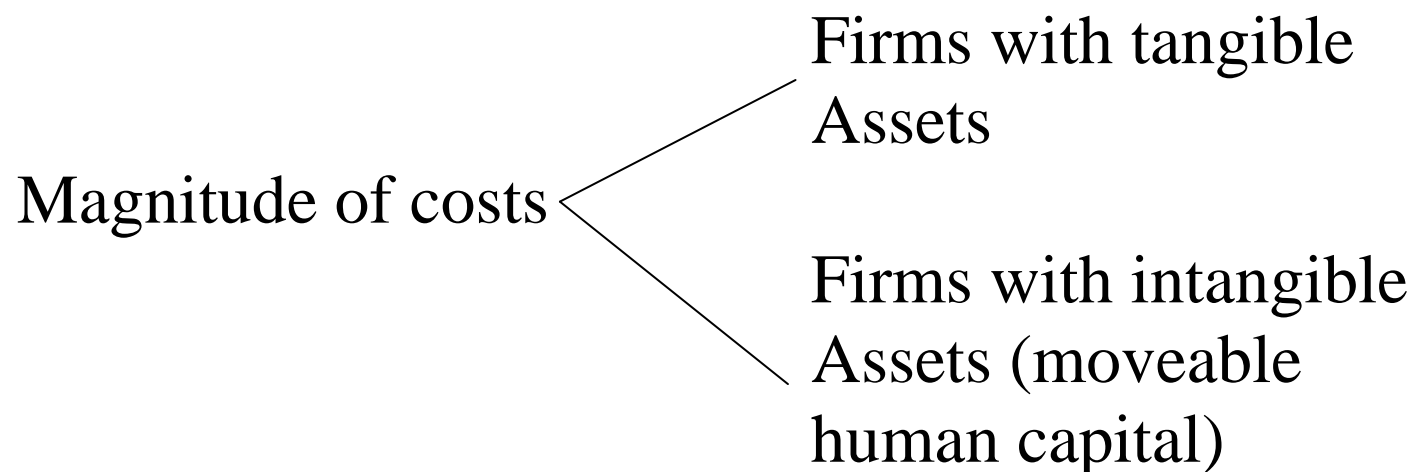 Firms with tangible
Assets
Magnitude of costs
Firms with intangible
Assets (moveable
human capital)